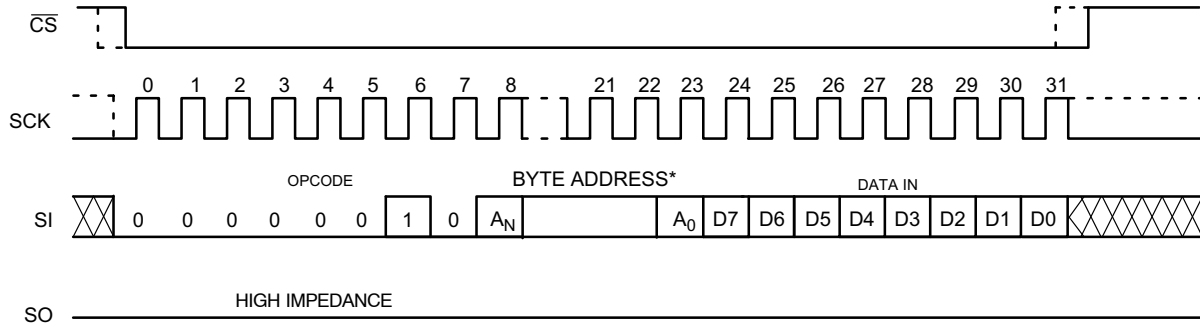 CS
0 1 2 3 4 5 6 7 8 21 22 23 24 25 26 27 28 29 30 31
SCK
OPCODE BYTE ADDRESS* DATA IN
SI 0 0 0 0 0 0 1 0 AN A0 D7 D6 D5 D4 D3 D2 D1 D0
HIGH IMPEDANCE
SO